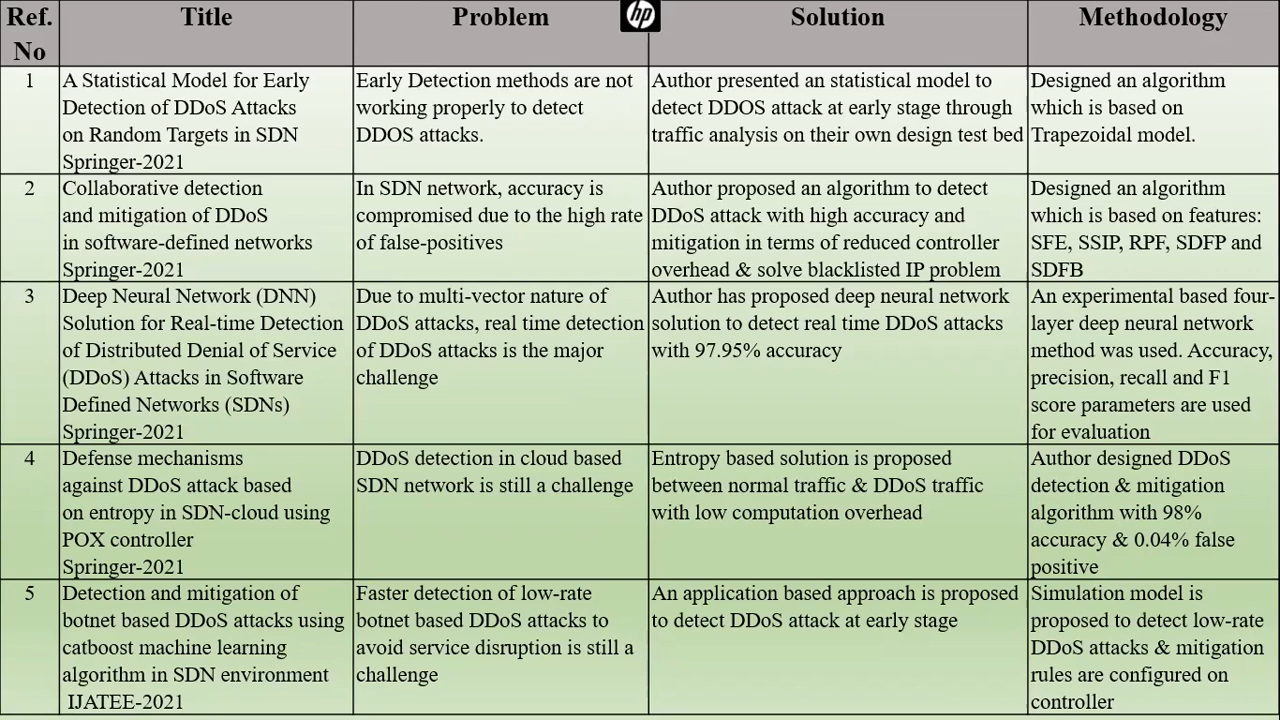 Ref.
No
Title
Problem
hp
Solution
Methodology
1
A Statistical Model for Early
Detection of DDoS Attacks
on Random Targets in SDN
Springer-2021
Early Detection methods are not
working properly to detect
DDOS attacks.
Author presented an statistical model to
detect DDOS attack at early stage through
traffic analysis on their own design test bed
Designed an algorithm
which is based on
Trapezoidal model.
2
Collaborative detection
and mitigation of DDoS
in software-defined networks
Springer-2021
In SDN network, accuracy is
compromised due to the high rate
of false-positives
Author proposed an algorithm to detect
DDoS attack with high accuracy and
mitigation in terms of reduced controller
overhead & solve blacklisted IP problem
Designed an algorithm
which is based on features:
SFE, SSIP, RPF, SDFP and
SDFB
3
Deep Neural Network (DNN)
Solution for Real-time Detection
of Distributed Denial of Service
(DDoS) Attacks in Software
Defined Networks (SDNs)
Springer-2021
Due to multi-vector nature of
DDoS attacks, real time detection
of DDoS attacks is the major
challenge
Author has proposed deep neural network
solution to detect real time DDoS attacks
with 97.95% accuracy
An experimental based four-
layer deep neural network
method was used. Accuracy,
precision, recall and F1
score parameters are used
for evaluation
4
Defense mechanisms
against DDoS attack based
on entropy in SDN-cloud using
POX controller
Springer-2021
DDoS detection in cloud based
SDN network is still a challenge
Entropy based solution is proposed
between normal traffic & DDoS traffic
with low computation overhead
Author designed DDoS
detection & mitigation
algorithm with 98%
accuracy & 0.04% false
positive
5
Detection and mitigation of
botnet based DDoS attacks using
catboost machine learning
algorithm in SDN environment
IJATEE-2021
Faster detection of low-rate
botnet based DDoS attacks to
avoid service disruption is still a
challenge
An application based approach is proposed
to detect DDoS attack at early stage
Simulation model is
proposed to detect low-rate
DDoS attacks & mitigation
rules are configured on
controller